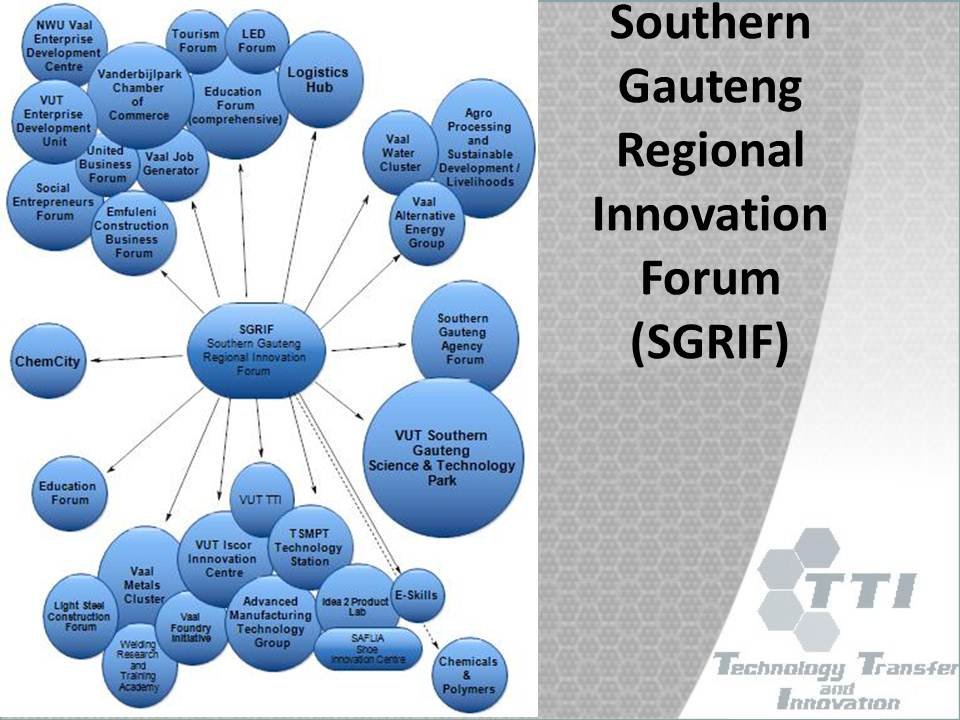 Southern
Gauteng
Regional
Innovation
Forum
(SGRIF)
NWU Vaal
Enterprise
Development
Centre
Vanderbijlpark
Chamber
of
Commerce
Tourism
Forum
LED
Forum
Education
Forum
(comprehensive)
Logistics
Hub
VUT
Enterprise
Development
Unit
United
Business
Forum
Vaal Job
Generator
Social
Entrepreneurs
Forum
Emfuleni
Construction
Business
Forum
Vaal
Water
Cluster
Agro
Processing
and
Sustainable
Development /
Livelihoods
Vaal
Alternative
Energy
Group
SGRIF
Southern Gauteng
Regional Innovation
Forum
Southern
Gauteng
Agency
Forum
ChemCity
VUT Southern
Gauteng
Science & Technology
Park
Education
Forum
VUT TTI
VUT Iscor
Innnovation
Centre
TSMPT
Technology
Station
Vaal
Metals
Cluster
Light Steel
Construction
Forum
Vaal
Foundry
Initiative
Advanced
Manufacturing
Technology
Group
Idea 2 Product
Lab
E-Skills
Welding
Research
and
Training
Academy
SAFLIA
Shoe
Innovation Centre
Chemicals
&
Polymers
TTI
Technology Transfer
and
Innovation